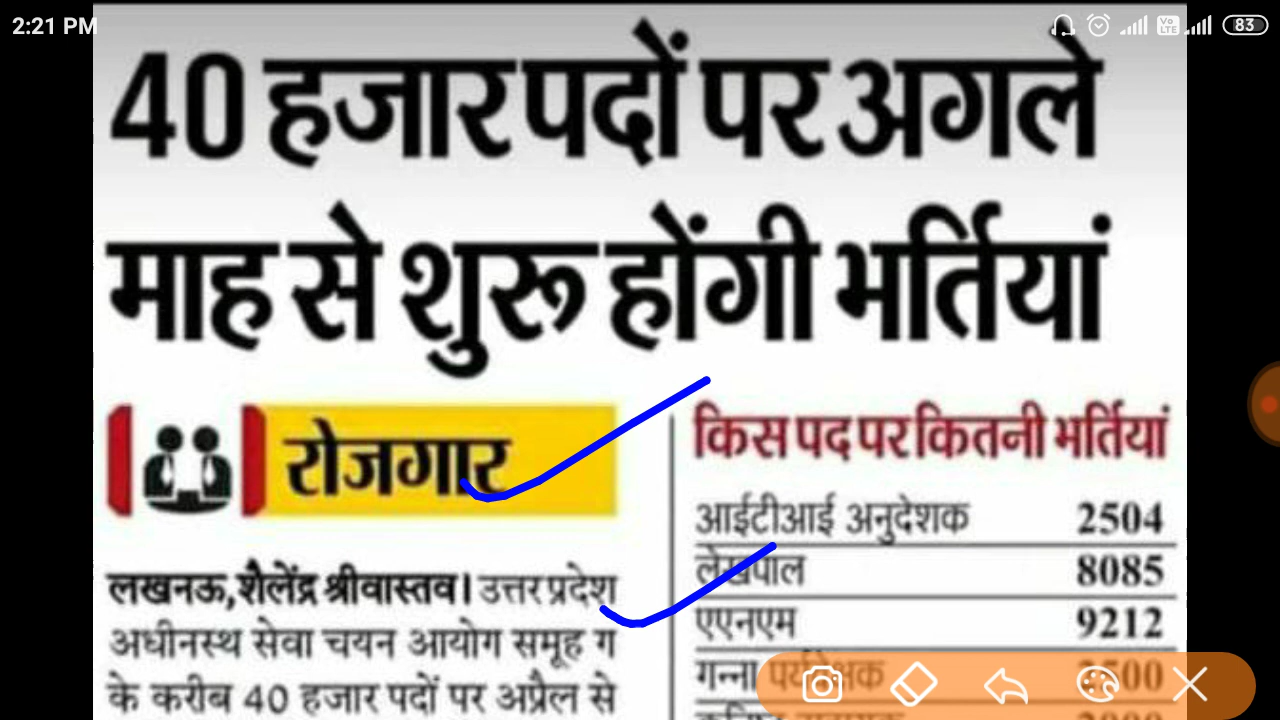 2:21 PM
Vo LTE
83
40 हजार पदों पर अगले
माह से शुरू होंगी भर्तियां
रोजगार
लखनऊ, शैलेंद्र श्रीवास्तव। उत्तर प्रदेश
अधीनस्थ सेवा चयन आयोग समूह ग
के करीब 40 हजार पदों पर अप्रैल से
किस पद पर कितनी भर्तियां
आईटीआई अनुदेशक 2504
लेखपाल 8085
एएनएम 9212
गन्ना पर्यवेक्षक